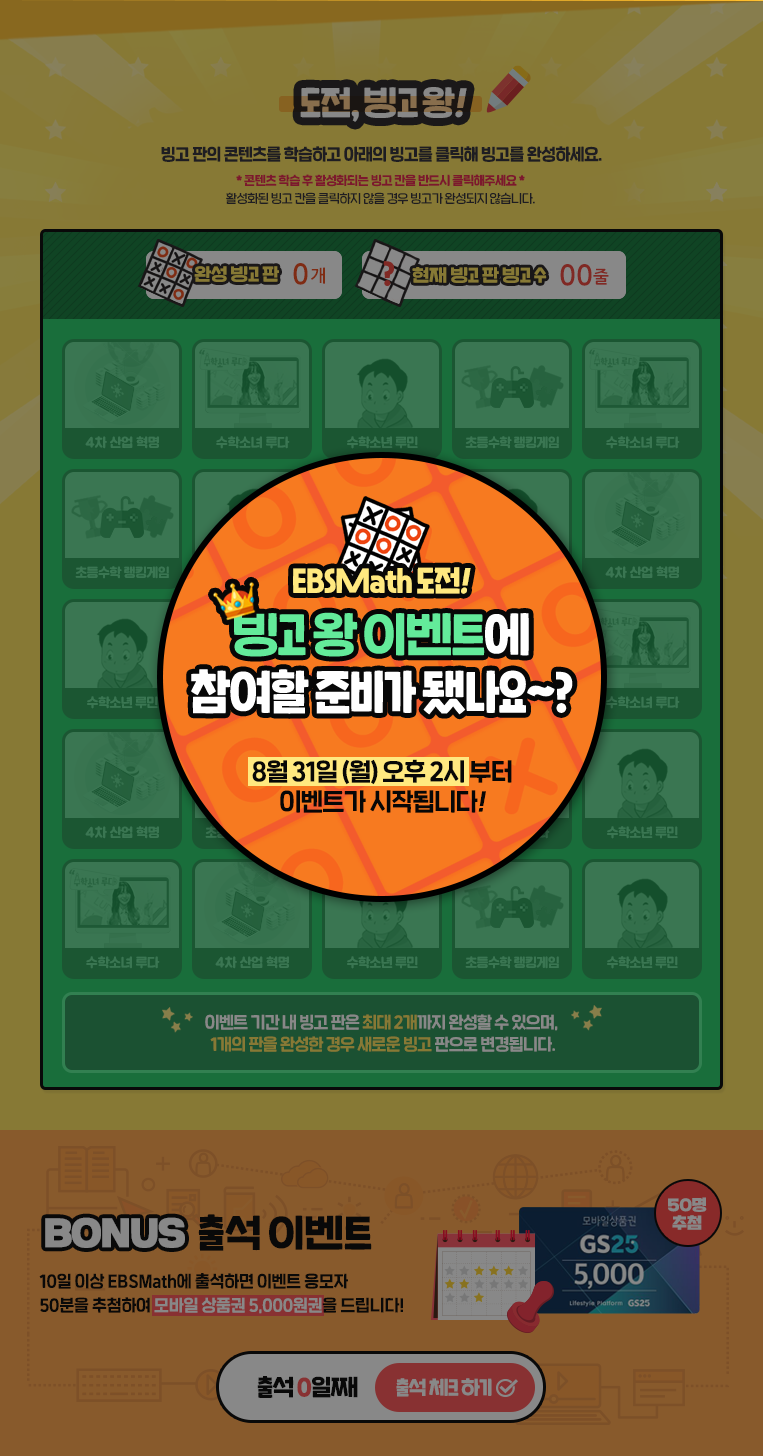 도전, 빙고 왕!
빙고 판의 콘텐츠를 학습하고 아래의 빙고를 클릭해 빙고를 완성하세요.
* 콘텐츠 학습 후 활성화되는 빙고 칸을 반드시 클릭해주세요 *
활성화된 빙고 칸을 클릭하지 않을 경우 빙고가 완성되지 않습니다.
완성 빙고 판 0개 현재 빙고 판 빙고 수 00줄
4차 산업 혁명 수학소녀 루다 수학소년 루민 초등수학 랭킹게임 수학소녀 루다
초등수학 랭킹게임 4차 산업 혁명
수학소년 루민 수학소녀 루다
EBSMath 도전!
빙고 왕 이벤트에
참여할 준비가 됐나요~?
8월 31일 (월) 오후 2시 부터
이벤트가 시작됩니다!
4차 산업 혁명 수학소년 루민
수학소녀 루다 4차 산업 혁명 수학소년 루민 초등수학 랭킹게임 수학소년 루민
이벤트 기간 내 빙고 판은 최대 2개까지 완성할 수 있으며,
1개의 판을 완성한 경우 새로운 빙고 판으로 변경됩니다.
BONUS 출석 이벤트
10일 이상 EBSMath에 출석하면 이벤트 응모자
50분을 추첨하여 모바일 상품권 5,000원권을 드립니다!
50명
추첨
모바일상품권
GS25
5,000
Lifestyle Platform GS25
출석 0일째 출석 체크 하기